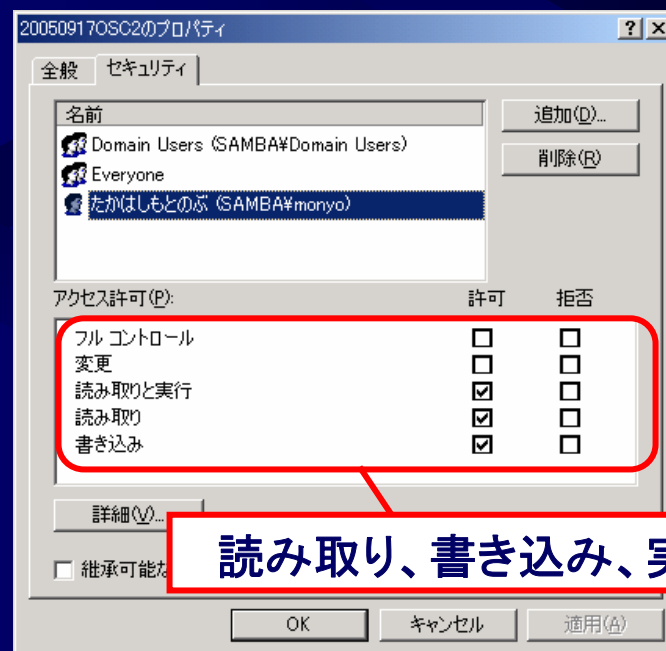 20050917OSC2のプロパティ
全般 セキュリティ
名前
追加(D)...
Domain Users (SAMBA¥Domain Users)
削除(R)
Everyone
たかはしもとのぶ (SAMBA¥monyo)
アクセス許可(P): 許可 拒否
フル コントロール
変更
読み取りと実行
読み取り
書き込み
詳細(V)...
読み取り、書き込み、実
継承可能な
OK キャンセル 適用(A)